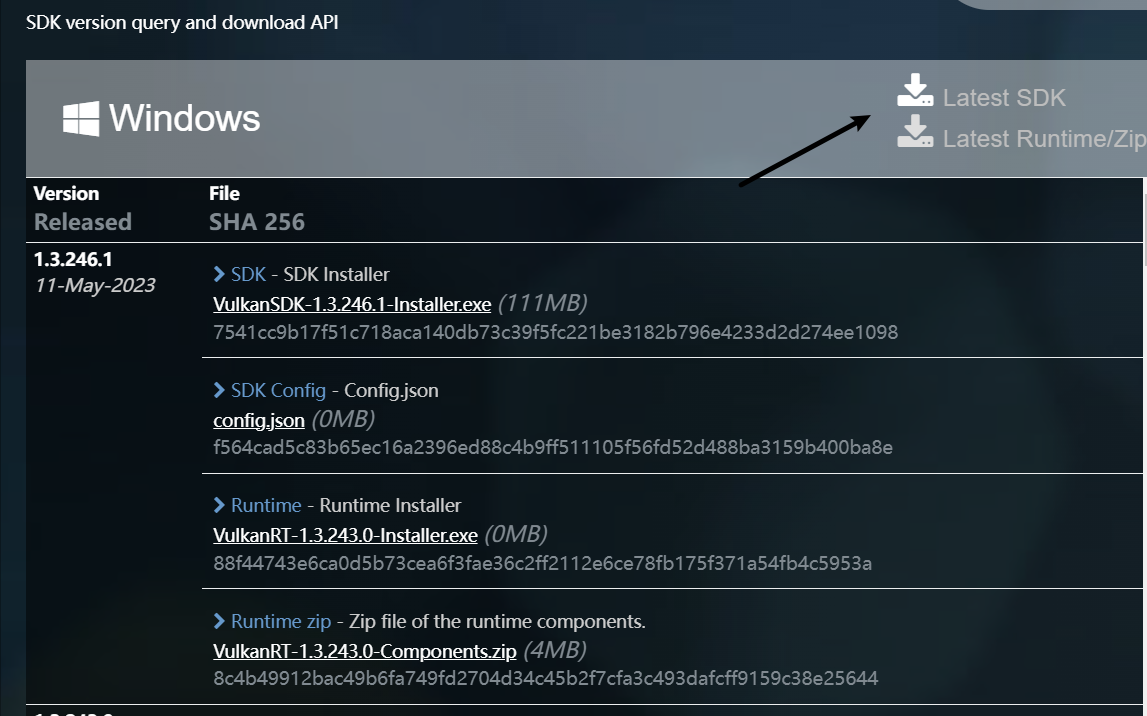 SDK version query and download API
Windows
Latest SDK
Latest Runtime/Zip
Version
File
Released
SHA 256
1.3.246.1
11-May-2023
SDK - SDK Installer
VulkanSDK-1.3.246.1-Installer.exe (111MB)
7541cc9b17f51c718aca140db73c39f5fc221be3182b796e4233d2d274ee1098
SDK Config - Config.json
config.json (0MB)
f564cad5c83b65ec16a2396ed88c4b9ff511105f56fd52d488ba3159b400ba8e
Runtime - Runtime Installer
VulkanRT-1.3.243.0-Installer.exe (0MB)
88f44743e6ca0d5b73cea6f3fae36c2ff2112e6ce78fb175f371a54fb4c5953a
Runtime zip - Zip file of the runtime components.
VulkanRT-1.3.243.0-Components.zip (4MB)
8c4b49912bac49b6fa749fd2704d34c45b2f7cfa3c493dafcff9159c38e25644